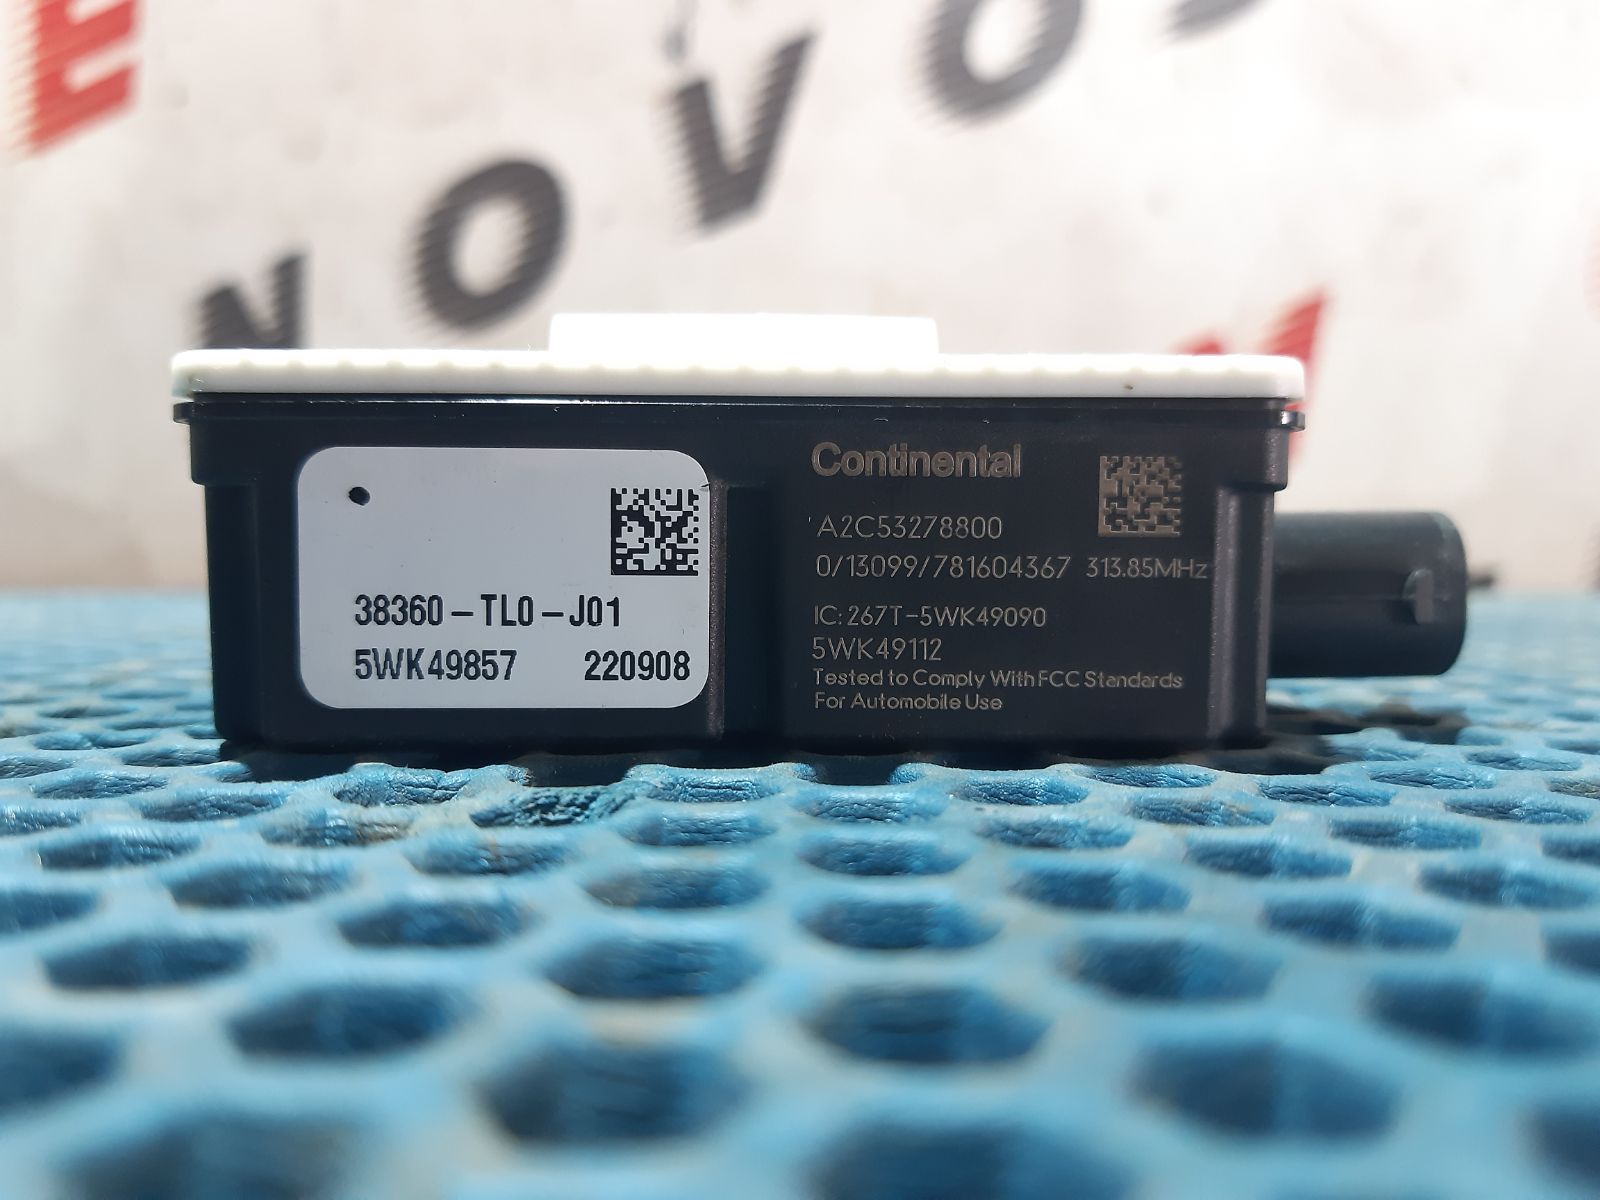 E
NOVOS
38360-TL0-J01
5WK49857 220908
Continental
A2C53278800
0/13099/781604367 313.85MHz
IC: 267T-5WK49090
5WK49112
Tested to Comply With FCC Standards
For Automobile Use